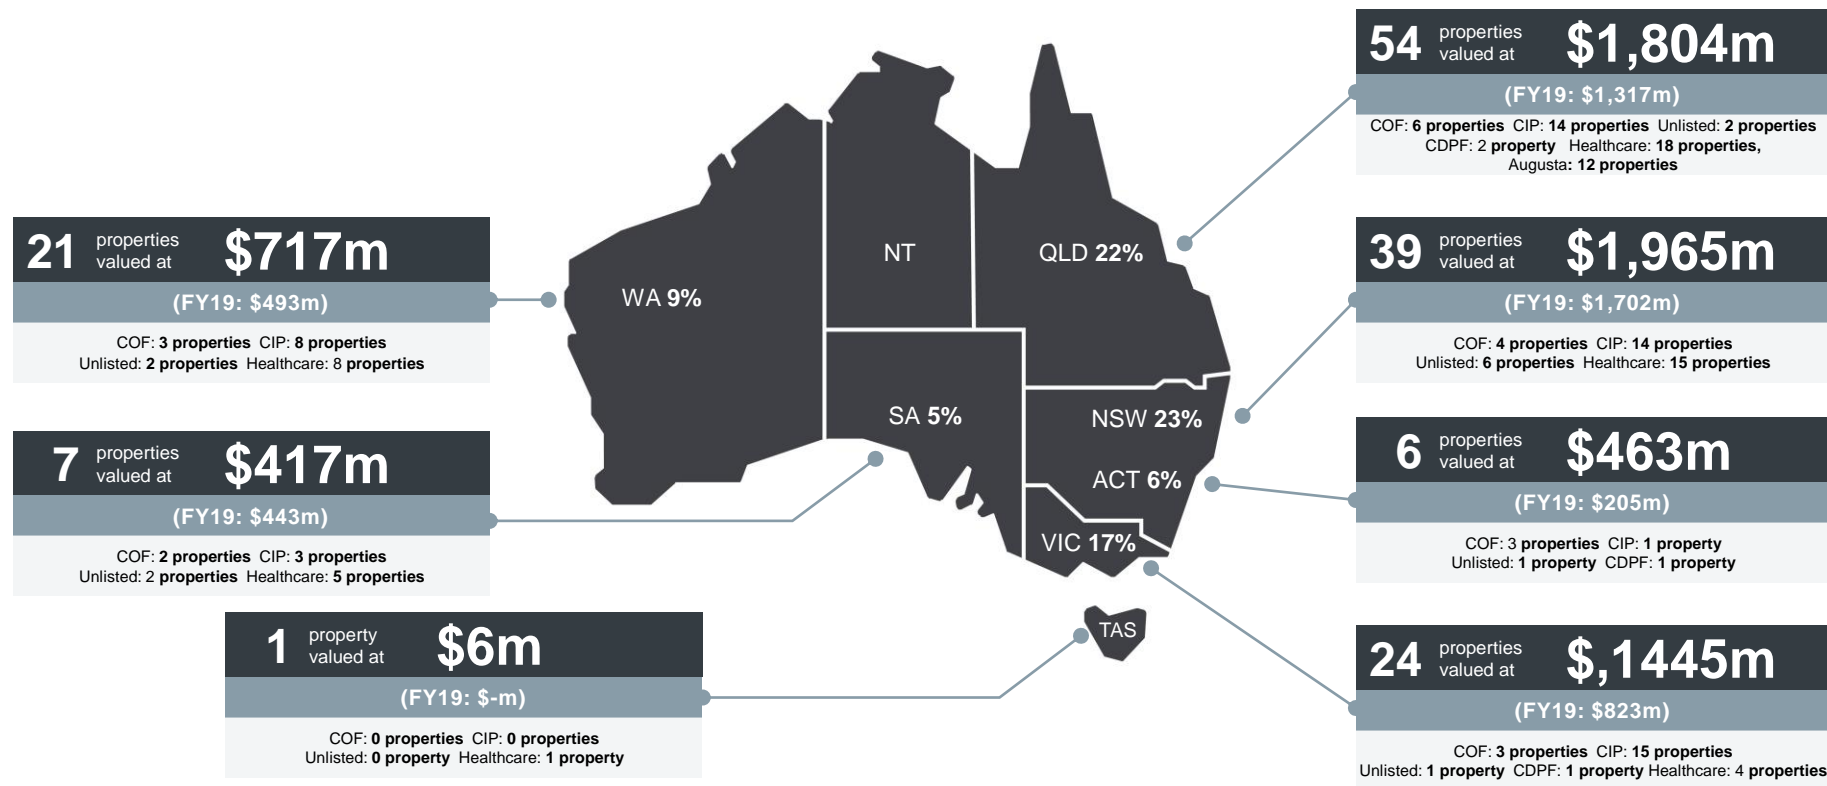 54 properties valued at $1,804m
(FY19: $1,317m)
COF: 6 properties CIP: 14 properties Unlisted: 2 properties
CDPF: 2 property Healthcare: 18 properties,
Augusta: 12 properties
21 properties valued at $717m
(FY19: $493m)
COF: 3 properties CIP: 8 properties
Unlisted: 2 properties Healthcare: 8 properties
39 properties valued at $1,965m
(FY19: $1,702m)
COF: 4 properties CIP: 14 properties
Unlisted: 6 properties Healthcare: 15 properties
NT
QLD 22%
WA 9%
SA 5%
NSW 23%
ACT 6%
VIC 17%
TAS
7 properties valued at $417m
(FY19: $443m)
COF: 2 properties CIP: 3 properties
Unlisted: 2 properties Healthcare: 5 properties
6 properties valued at $463m
(FY19: $205m)
COF: 3 properties CIP: 1 property
Unlisted: 1 property CDPF: 1 property
1 property valued at $6m
(FY19: $-m)
COF: 0 properties CIP: 0 properties
Unlisted: 0 property Healthcare: 1 property
24 properties valued at $,1445m
(FY19: $823m)
COF: 3 properties CIP: 15 properties
Unlisted: 1 property CDPF: 1 property Healthcare: 4 properties